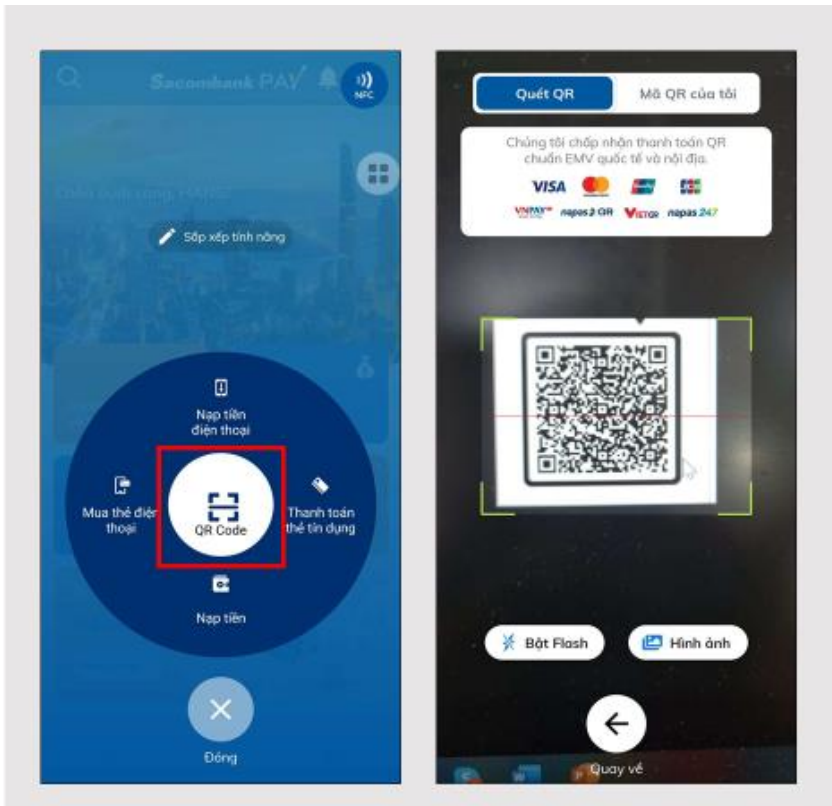 Sacombank PAY
NFC
Sắp xếp tính năng
Nạp tiền
điện thoại
Mua thẻ điện
thoại
QR Code
Thanh toán
thẻ tín dụng
Nạp tiền
Đóng
Quét QR
Mã QR của tôi
Chúng tôi chấp nhận thanh toán QR
chuẩn EMV quốc tế và nội địa.
VISA
VNPAY napas QR VIETQR napas 247
Bật Flash
Hình ảnh
Quay về